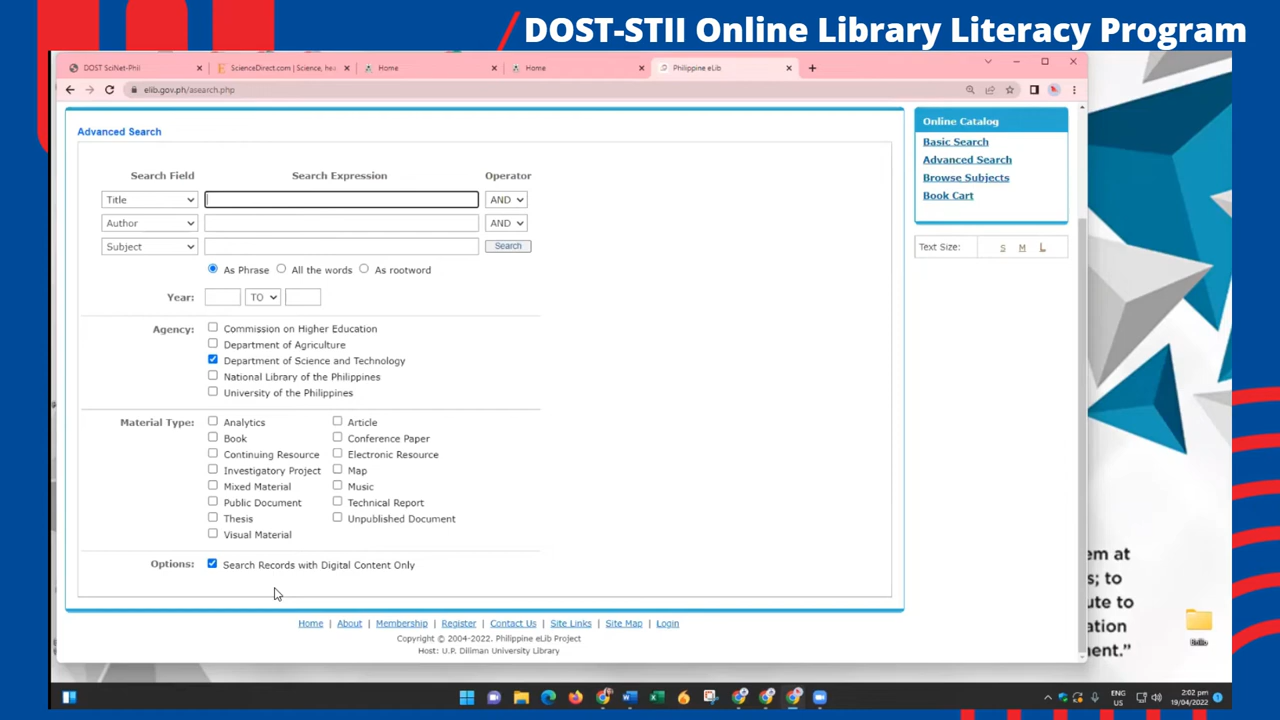 DOST-STII Online Library Literacy Program
DOST SciNet-Phil
ScienceDirect.com | Science, hea
Home
Home
Philippine eLib
elib.gov.ph/asearch.php
Advanced Search
Search Field Search Expression Operator
Title AND
Author AND
Subject Search
As Phrase All the words As rootword
Year: TO
Agency: Commission on Higher Education
Department of Agriculture
Department of Science and Technology
National Library of the Philippines
University of the Philippines
Material Type: Analytics Article
Book Conference Paper
Continuing Resource Electronic Resource
Investigatory Project Map
Mixed Material Music
Public Document Technical Report
Thesis Unpublished Document
Visual Material
Options: Search Records with Digital Content Only
Home | About | Membership | Register | Contact Us | Site Links | Site Map | Login
Copyright © 2004-2022. Philippine eLib Project
Host: U.P. Diliman University Library
Online Catalog
Basic Search
Advanced Search
Browse Subjects
Book Cart
Text Size: S M L
em at
s; to
ute to
ation
ent.”
ENG
US
2:02 pm
19/04/2022